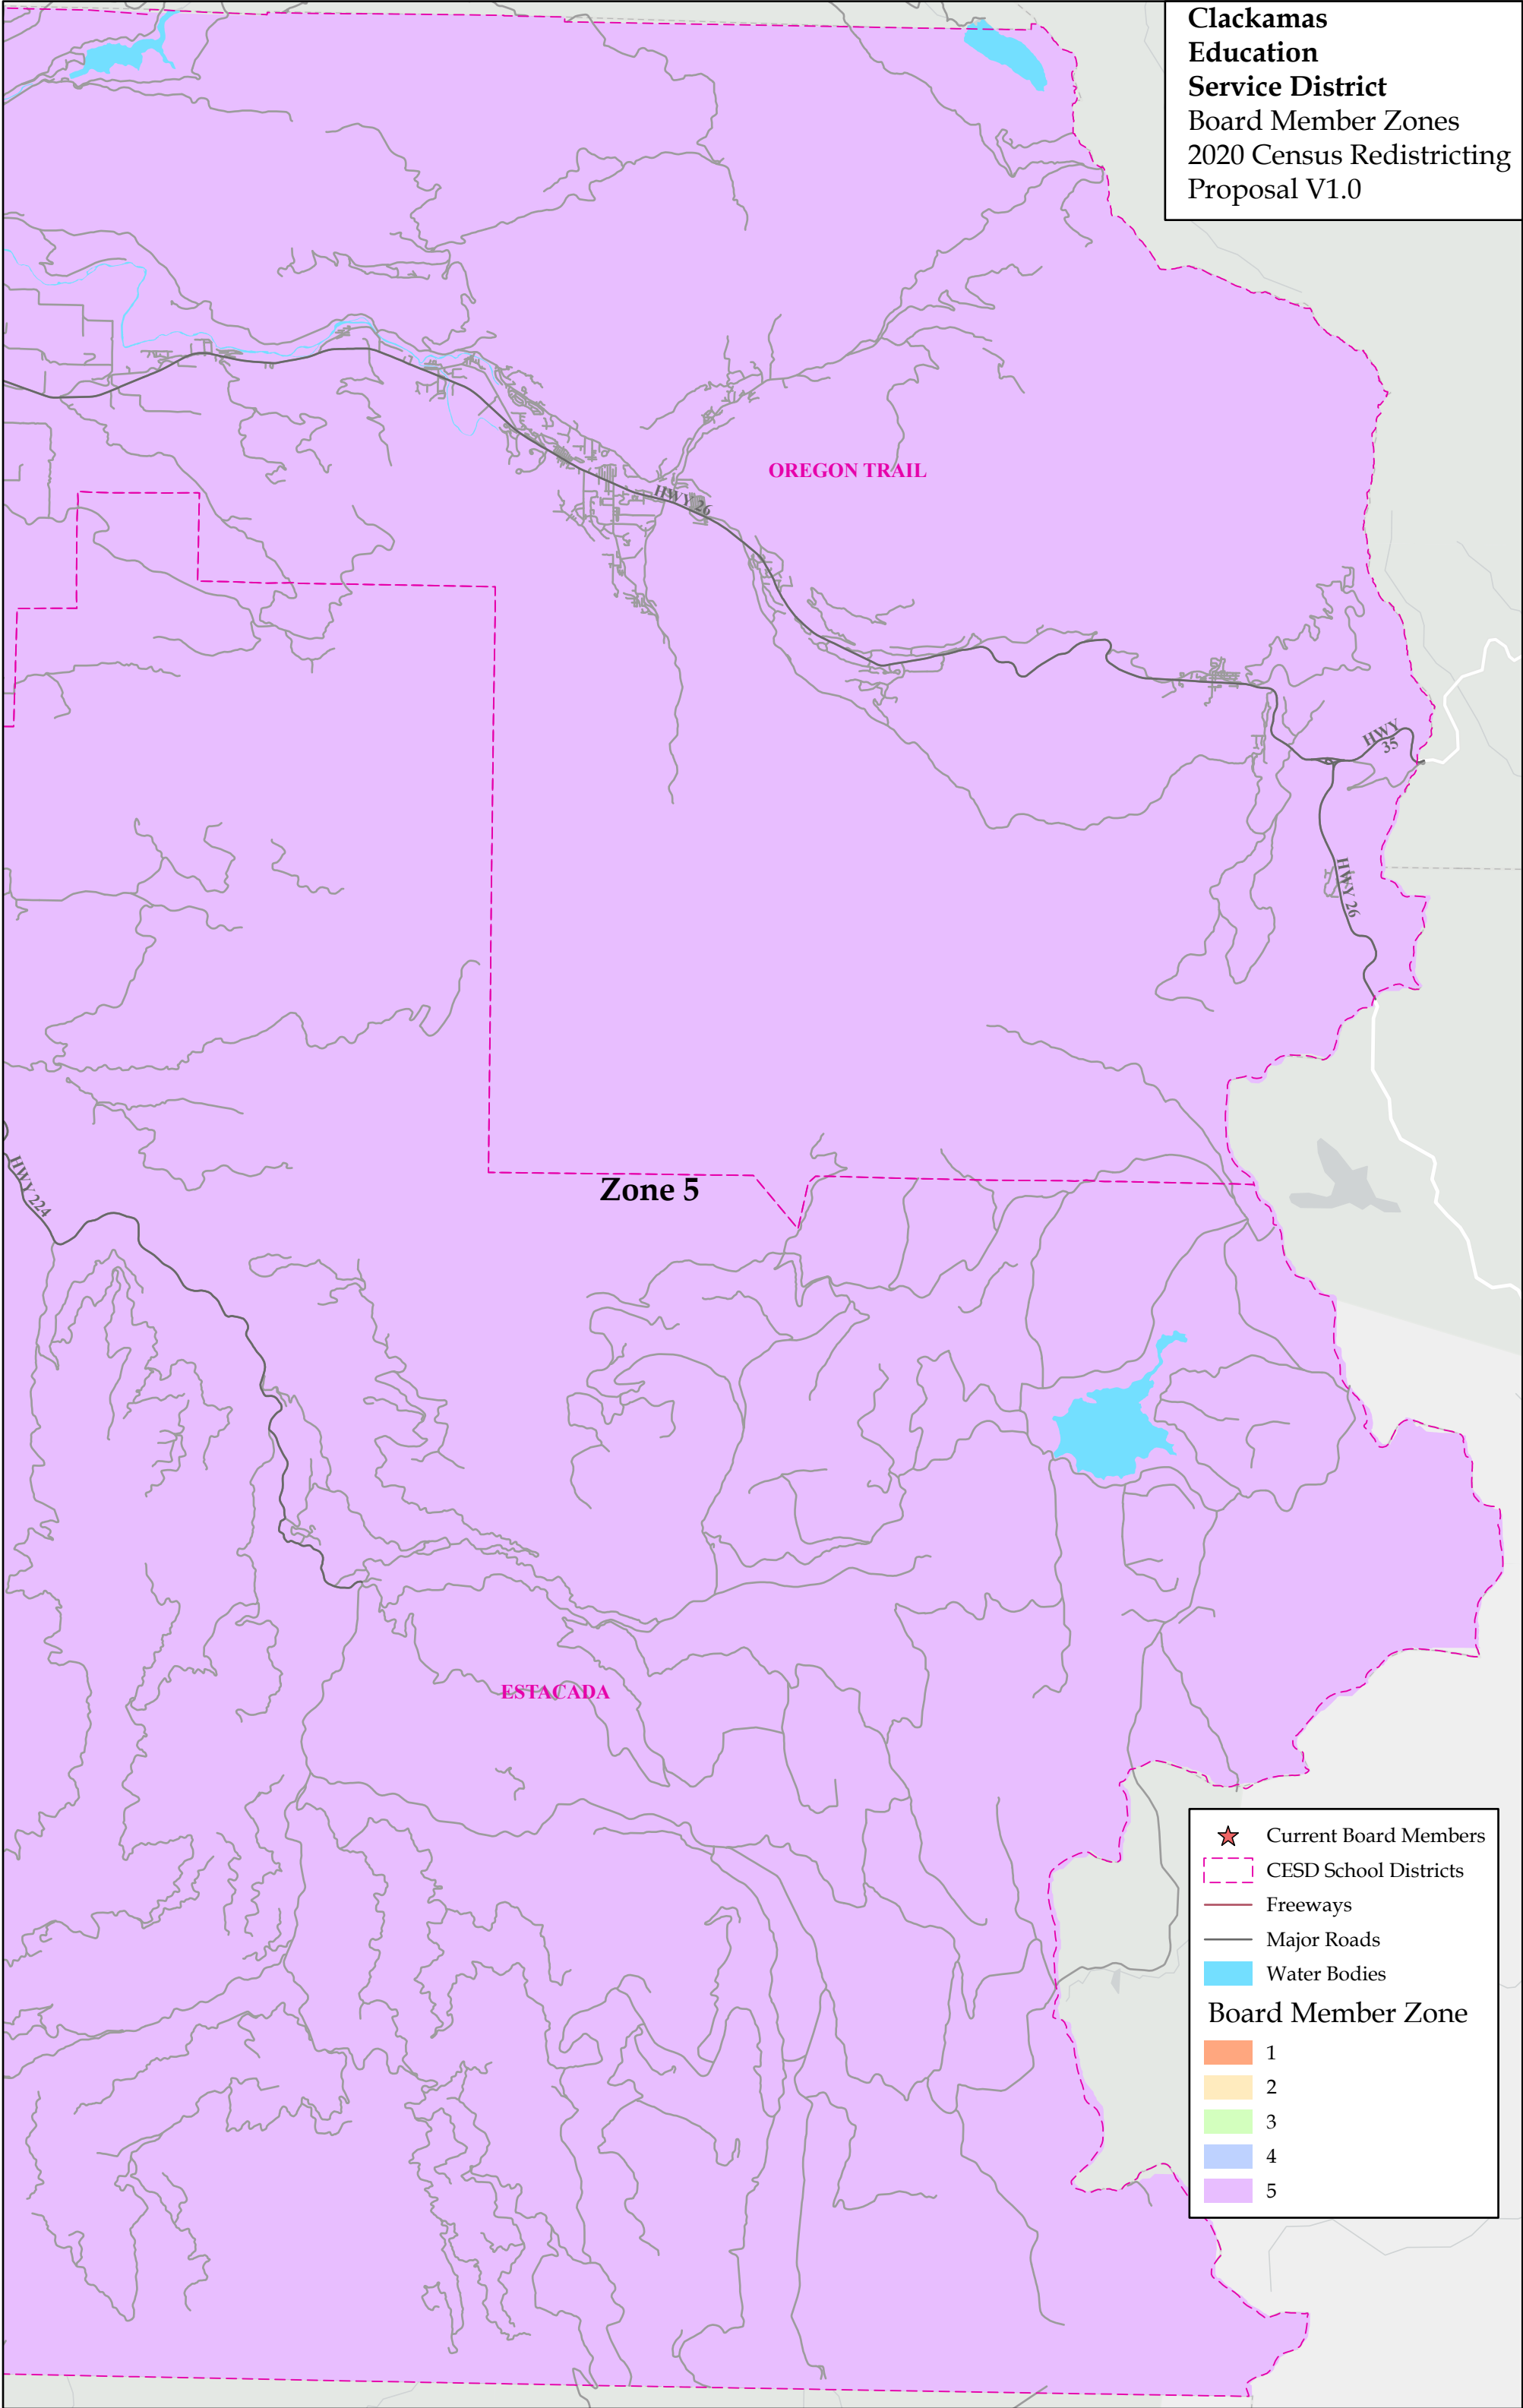 Clackamas
Education
Service District
Board Member Zones
2020 Census Redistricting
Proposal V1.0
OREGON TRAIL
HWY 26
HWY
35
HWY 26
HWY 224
Zone 5
ESTACADA
Current Board Members
CESD School Districts
Freeways
Major Roads
Water Bodies
Board Member Zone
1
2
3
4
5